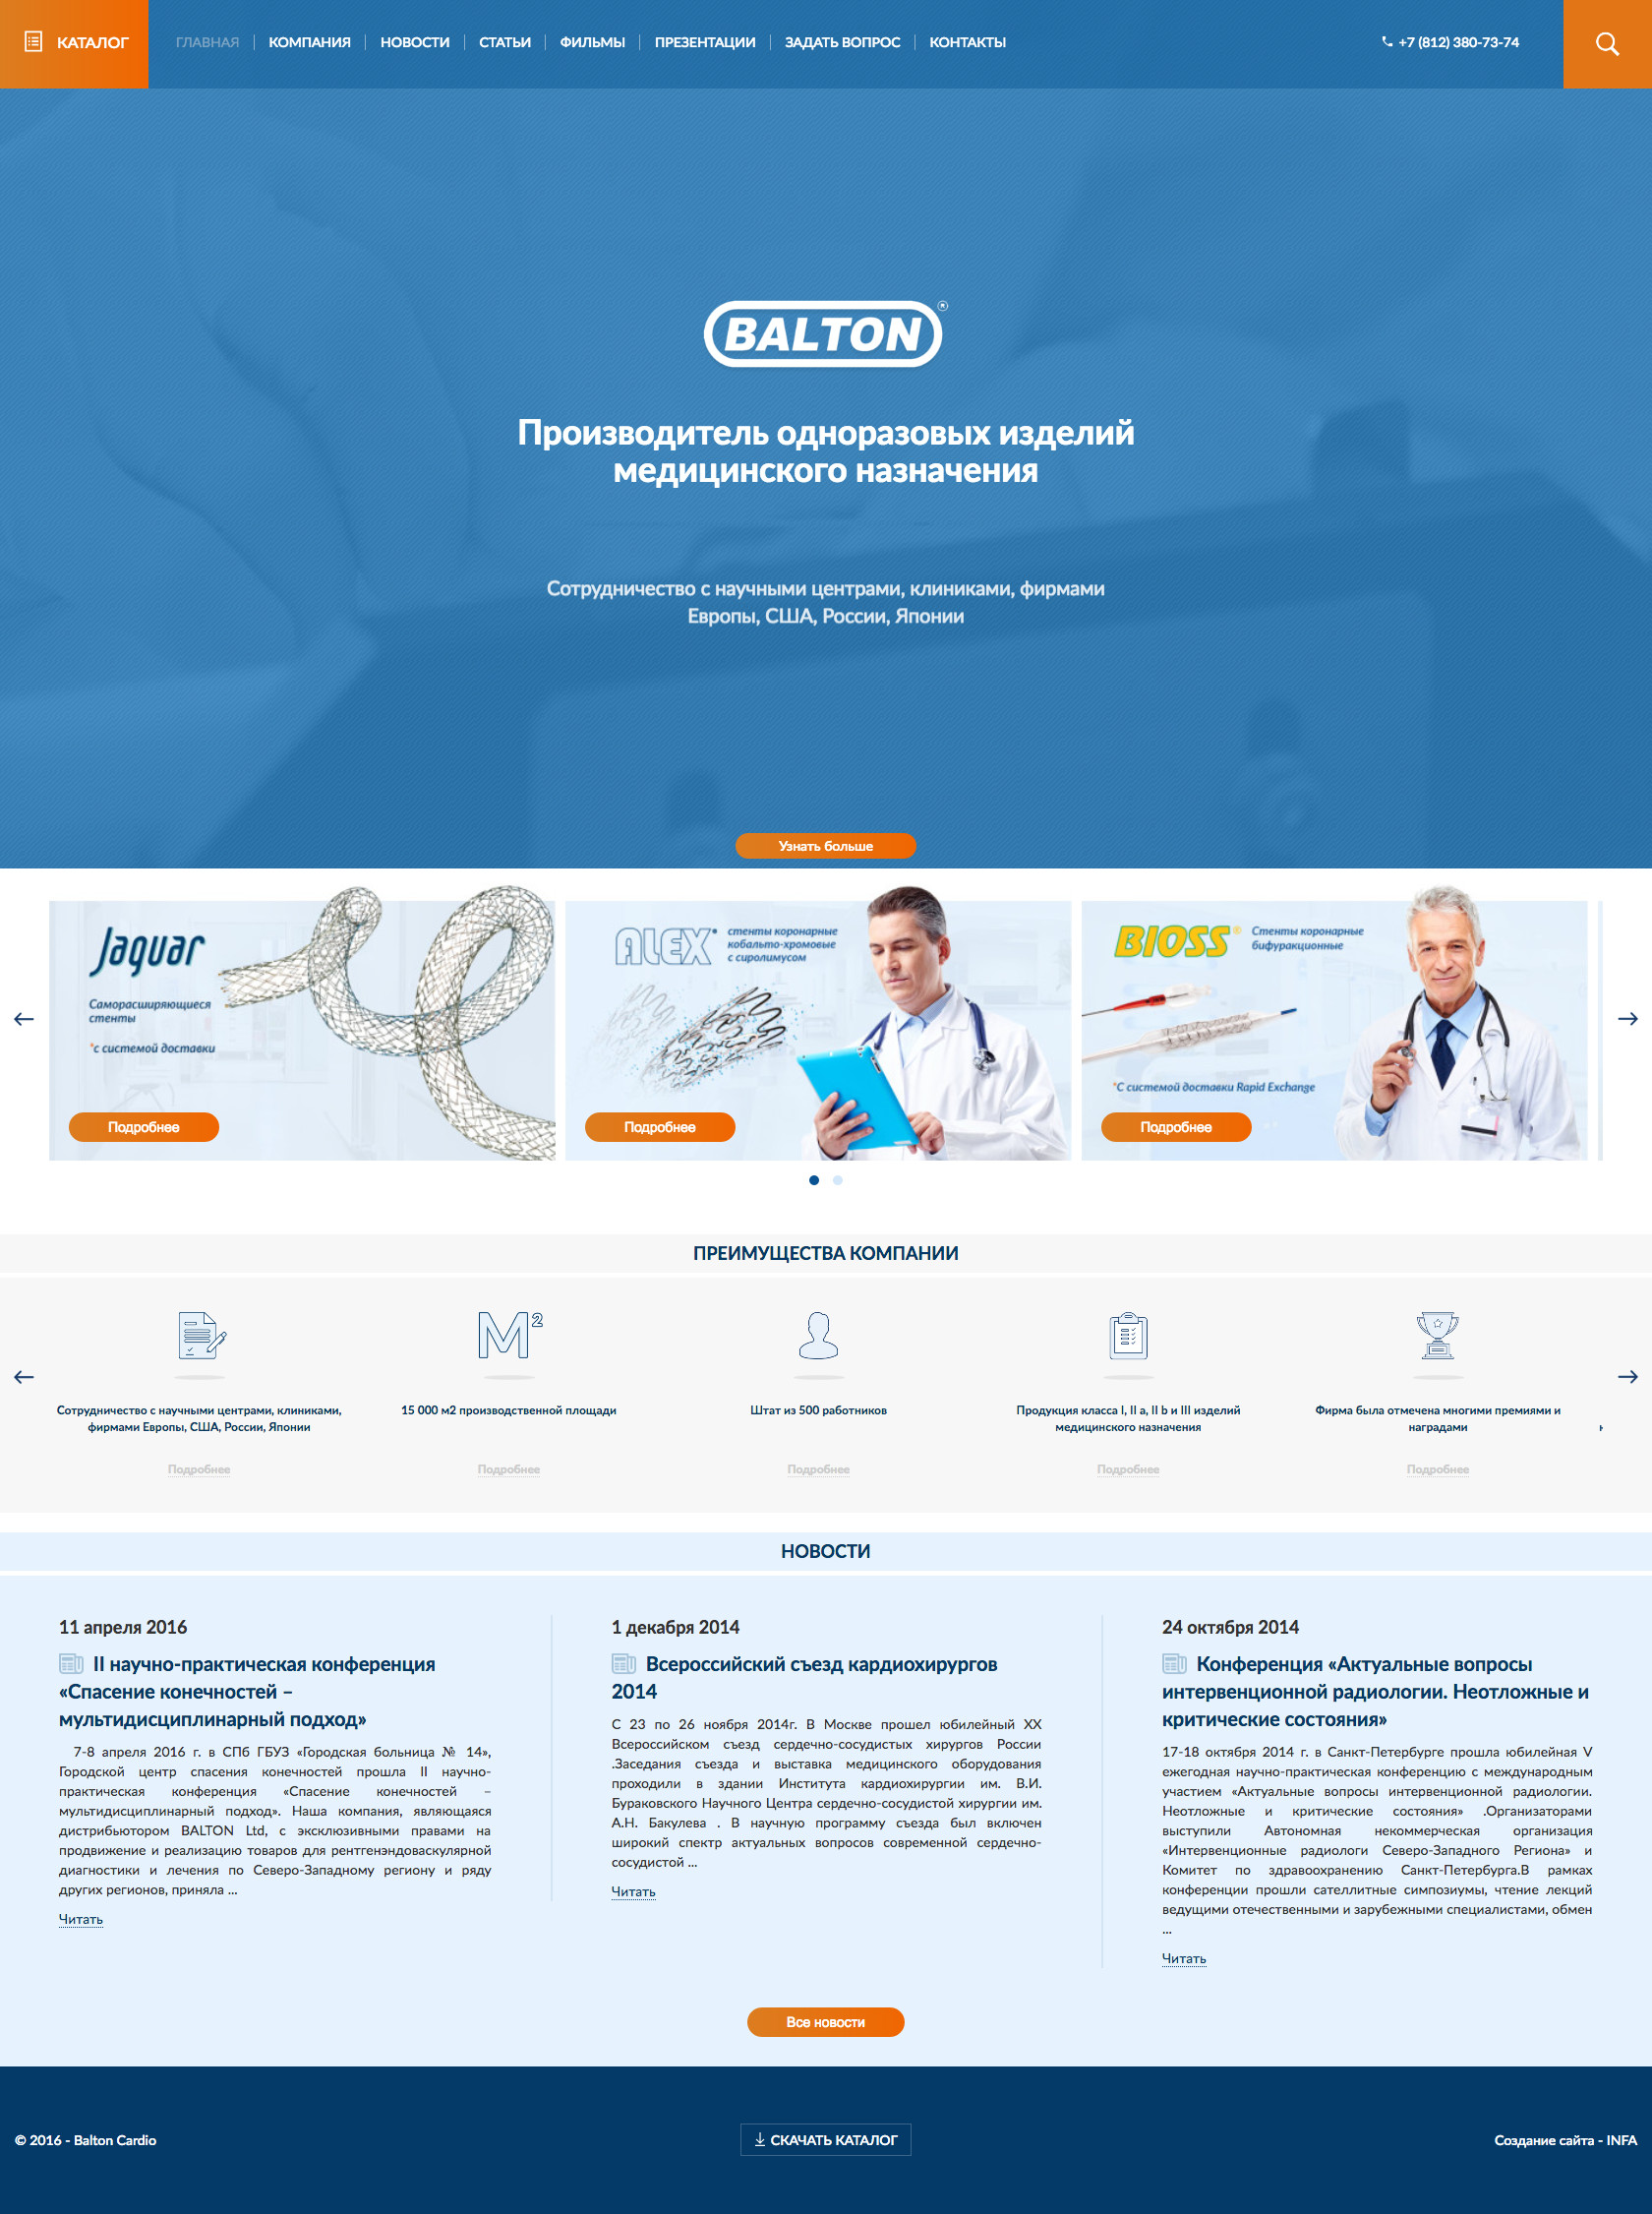 КАТАЛОГ
ГЛАВНАЯ
КОМПАНИЯ
НОВОСТИ
СТАТЬИ
ФИЛЬМЫ
ПРЕЗЕНТАЦИИ
ЗАДАТЬ ВОПРОС
КОНТАКТЫ
+7 (812) 380-73-74
BALTON®
Производитель одноразовых изделий
медицинского назначения
Сотрудничество с научными центрами, клиниками, фирмами
Европы, США, России, Японии
Узнать больше
Jaguar
Саморасширяющиеся
стенты
*с системой доставки
Подробнее
ALEX®
стенты коронарные
кобальто-хромовые
с сиролимусом
Подробнее
BIOSS®
Стенты коронарные
бифуркационные
*С системой доставки Rapid Exchange
Подробнее
ПРЕИМУЩЕСТВА КОМПАНИИ
M2
Сотрудничество с научными центрами, клиниками,
фирмами Европы, США, России, Японии
Подробнее
15 000 м2 производственной площади
Подробнее
Штат из 500 работников
Подробнее
Продукция класса I, II a, II b и III изделий
медицинского назначения
Подробнее
Фирма была отмечена многими премиями и
наградами
Подробнее
НОВОСТИ
11 апреля 2016
II научно-практическая конференция
«Спасение конечностей –
мультидисциплинарный подход»
7-8 апреля 2016 г. в СПб ГБУЗ «Городская больница № 14»,
Городской центр спасения конечностей прошла II научно-
практическая конференция «Спасение конечностей –
мультидисциплинарный подход». Наша компания, являющаяся
дистрибьютором BALTON Ltd, с эксклюзивными правами на
продвижение и реализацию товаров для рентгенэндоваскулярной
диагностики и лечения по Северо-Западному региону и ряду
других регионов, приняла ...
Читать
1 декабря 2014
Всероссийский съезд кардиохирургов
2014
С 23 по 26 ноября 2014г. В Москве прошел юбилейный XX
Всероссийском съезд сердечно-сосудистых хирургов России
.Заседания съезда и выставка медицинского оборудования
проходили в здании Института кардиохирургии им. В.И.
Бураковского Научного Центра сердечно-сосудистой хирургии им.
А.Н. Бакулева . В научную программу съезда был включен
широкий спектр актуальных вопросов современной сердечно-
сосудистой ...
Читать
24 октября 2014
Конференция «Актуальные вопросы
интервенционной радиологии. Неотложные и
критические состояния»
17-18 октября 2014 г. в Санкт-Петербурге прошла юбилейная V
ежегодная научно-практическая конференцию с международным
участием «Актуальные вопросы интервенционной радиологии.
Неотложные и критические состояния» .Организаторами
выступили Автономная некоммерческая организация
«Интервенционные радиологи Северо-Западного Региона» и
Комитет по здравоохранению Санкт-Петербурга.В рамках
конференции прошли сателлитные симпозиумы, чтение лекций
ведущими отечественными и зарубежными специалистами, обмен
...
Читать
Все новости
© 2016 - Balton Cardio
СКАЧАТЬ КАТАЛОГ
Создание сайта - INFA